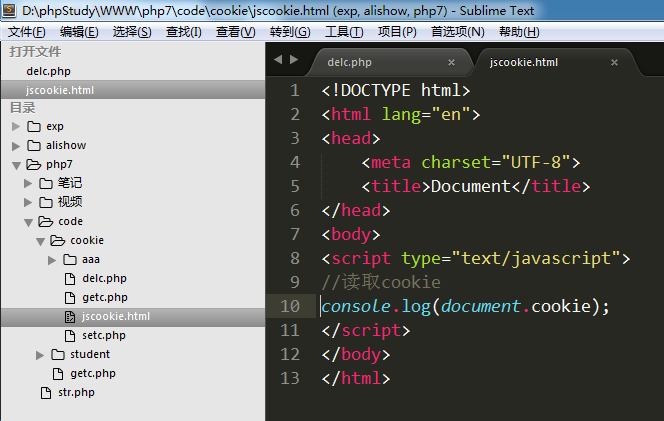 D:\phpStudy\WWW\php7\code\cookie\jscookie.html (exp, alishow, php7) - Sublime Text
文件(F) 编辑(E) 选择(S) 查找(I) 查看(V) 转到(G) 工具(T) 项目(P) 首选项(N) 帮助(H)
打开文件
delc.php
jscookie.html
目录
exp
alishow
php7
笔记
视频
code
cookie
aaa
delc.php
getc.php
jscookie.html
setc.php
student
getc.php
str.php
delc.php × jscookie.html ×
1 <!DOCTYPE html>
2 <html lang="en">
3 <head>
4     <meta charset="UTF-8">
5     <title>Document</title>
6 </head>
7 <body>
8 <script type="text/javascript">
9 //读取cookie
10 console.log(document.cookie);
11 </script>
12 </body>
13 </html>